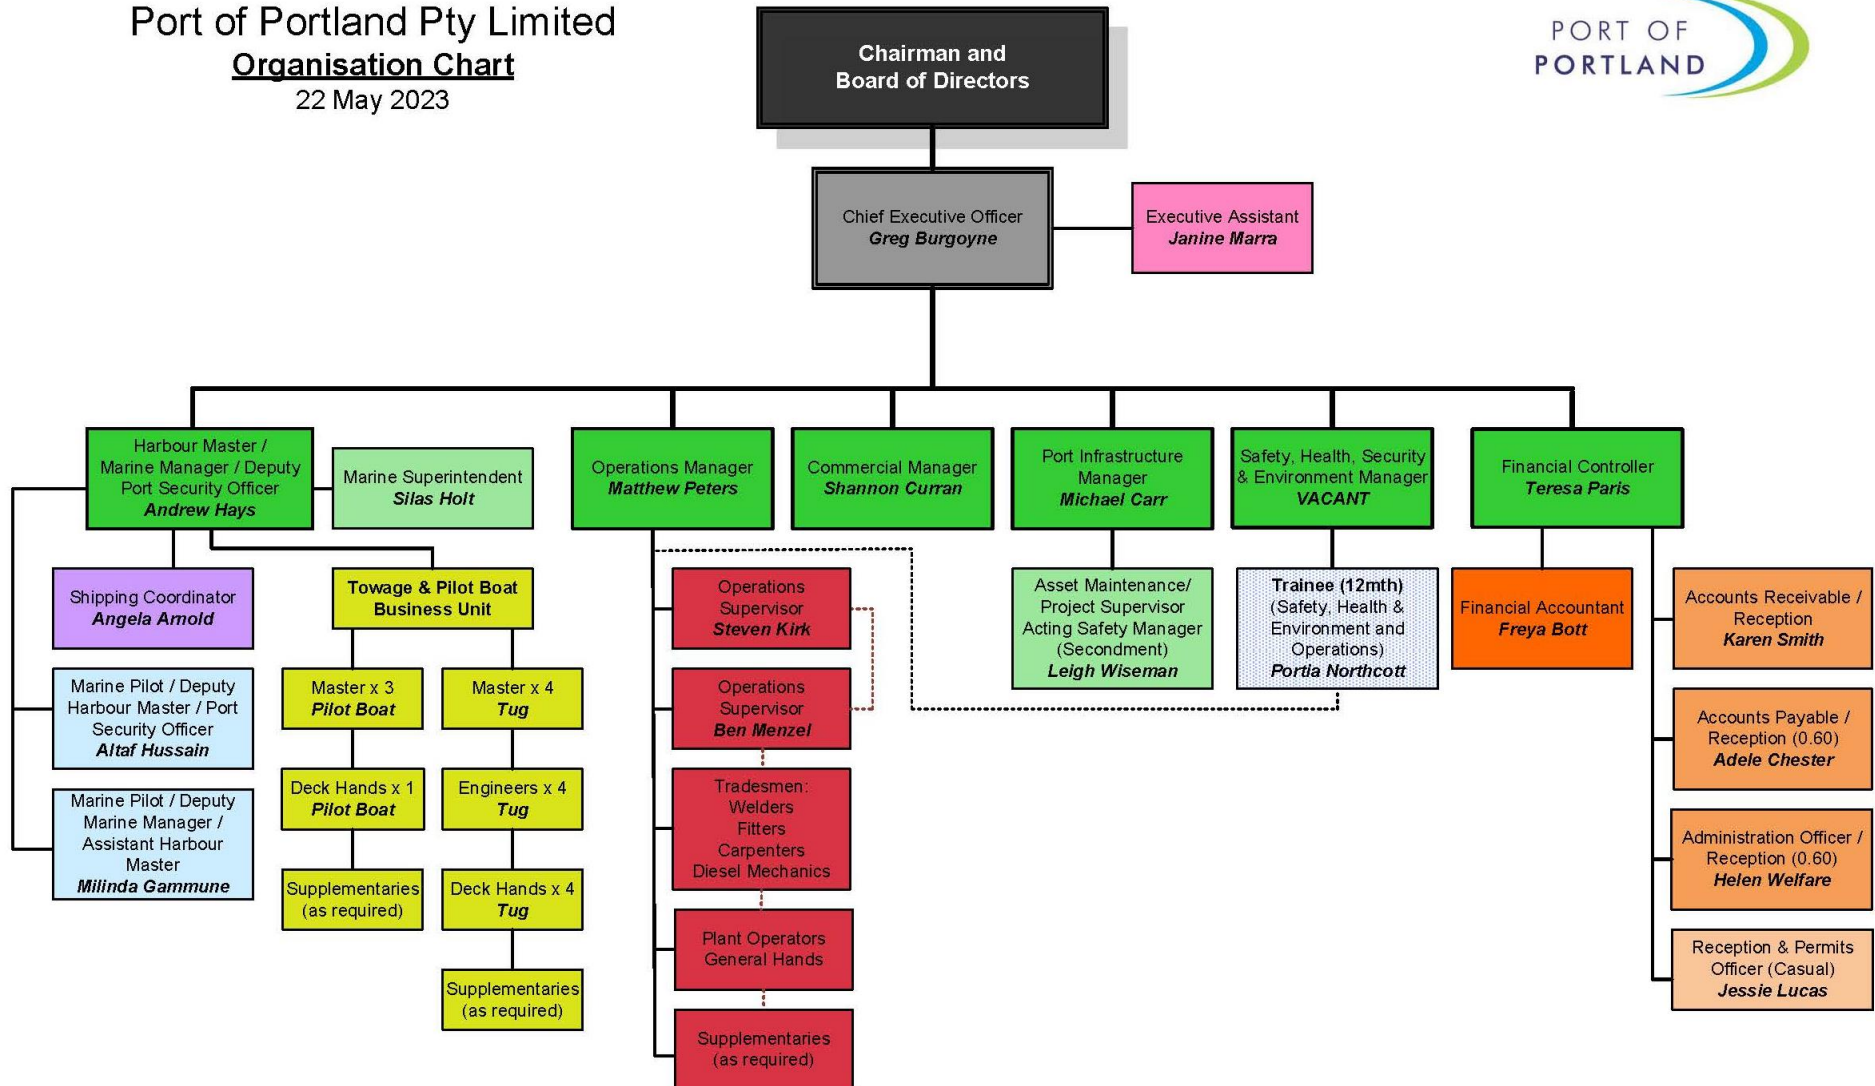 Port of Portland Pty Limited
Organisation Chart
22 May 2023
Chairman and
Board of Directors
PORT OF
PORTLAND
Chief Executive Officer
Greg Burgoyne
Executive Assistant
Janine Marra
Harbour Master /
Marine Manager / Deputy
Port Security Officer
Andrew Hays
Marine Superintendent
Silas Holt
Operations Manager
Matthew Peters
Commercial Manager
Shannon Curran
Port Infrastructure
Manager
Michael Carr
Safety, Health, Security
& Environment Manager
VACANT
Financial Controller
Teresa Paris
Shipping Coordinator
Angela Arnold
Marine Pilot / Deputy
Harbour Master / Port
Security Officer
Altaf Hussain
Marine Pilot / Deputy
Marine Manager /
Assistant Harbour
Master
Milinda Gammune
Towage & Pilot Boat
Business Unit
Master x 3
Pilot Boat
Deck Hands x 1
Pilot Boat
Supplementaries
(as required)
Master x 4
Tug
Engineers x 4
Tug
Deck Hands x 4
Tug
Supplementaries
(as required)
Operations
Supervisor
Steven Kirk
Operations
Supervisor
Ben Menzel
Tradesmen:
Welders
Fitters
Carpenters
Diesel Mechanics
Plant Operators
General Hands
Supplementaries
(as required)
Asset Maintenance/
Project Supervisor
Acting Safety Manager
(Secondment)
Leigh Wiseman
Trainee (12mth)
(Safety, Health &
Environment and
Operations)
Portia Northcott
Financial Accountant
Freya Bott
Accounts Receivable /
Reception
Karen Smith
Accounts Payable /
Reception (0.60)
Adele Chester
Administration Officer /
Reception (0.60)
Helen Welfare
Reception & Permits
Officer (Casual)
Jessie Lucas